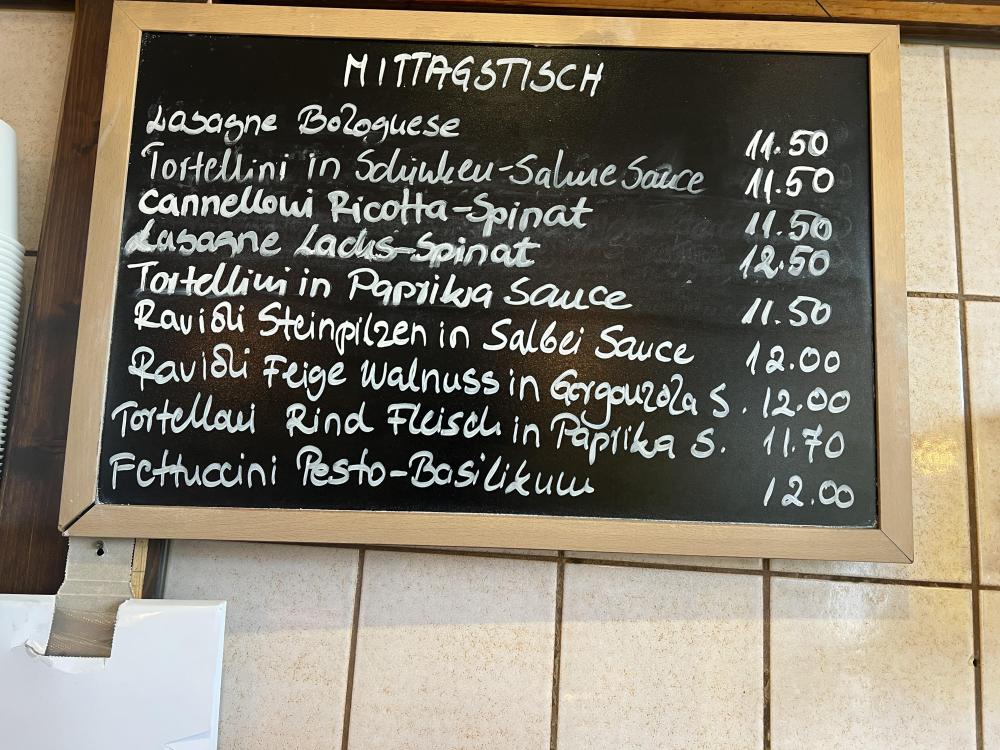 MITTAGSTISCH
Lasagne Bolognese 11.50
Tortellini in Schinken-Sahne Sauce 11.50
Cannelloni Ricotta-Spinat 11.50
Lasagne Lachs-Spinat 12.50
Tortellini in Paprika Sauce 11.50
Ravioli Steinpilzen in Salbei Sauce 12.00
Ravioli Feige Walnuss in Gorgonzola S. 12.00
Tortelloni Rind Fleisch in Paprika S. 11.70
Fettuccini Pesto-Basilikum 12.00